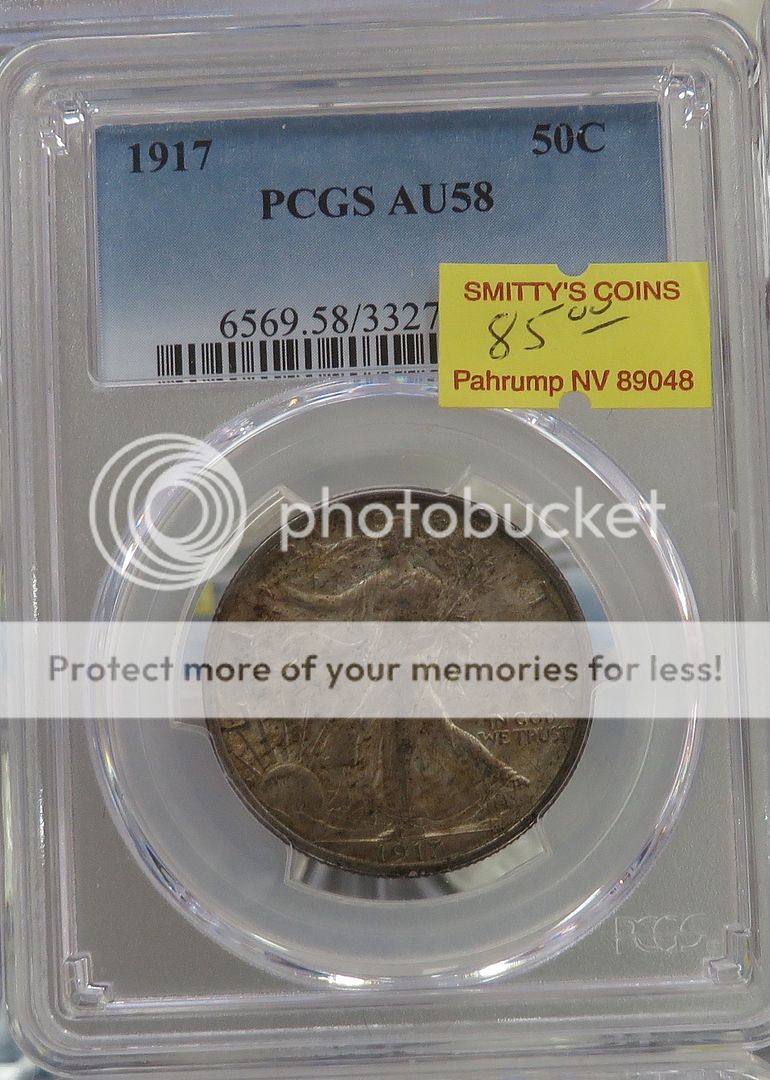 1917
50C
PCGS AU58
6569.58/3327
SMITTY'S COINS
85.00
Pahrump NV 89048
photobucket
Protect more of your memories for less!
IN GOD
WE TRUST
1917
PCGS